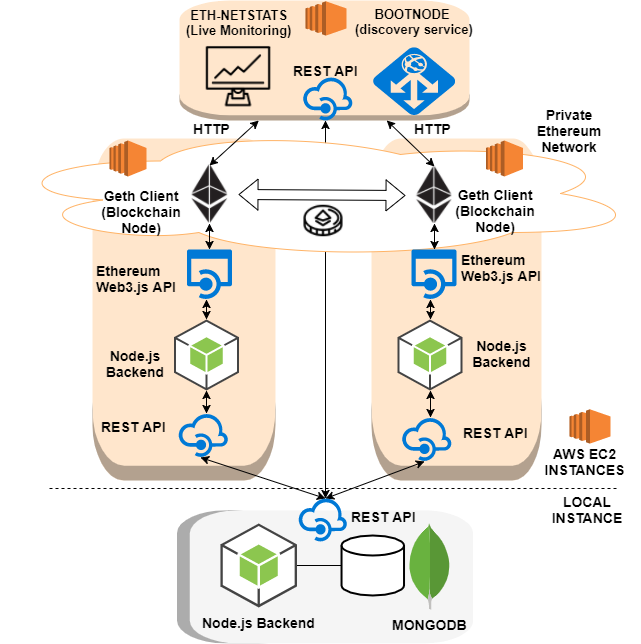 ETH-NETSTATS
(Live Monitoring)
BOOTNODE
(discovery service)
REST API
HTTP
HTTP
Private
Ethereum
Network
Geth Client
(Blockchain
Node)
Geth Client
(Blockchain
Node)
Ethereum
Web3.js API
Ethereum
Web3.js API
Node.js
Backend
Node.js
Backend
REST API
REST API
AWS EC2
INSTANCES
LOCAL
INSTANCE
REST API
Node.js Backend
MONGODB